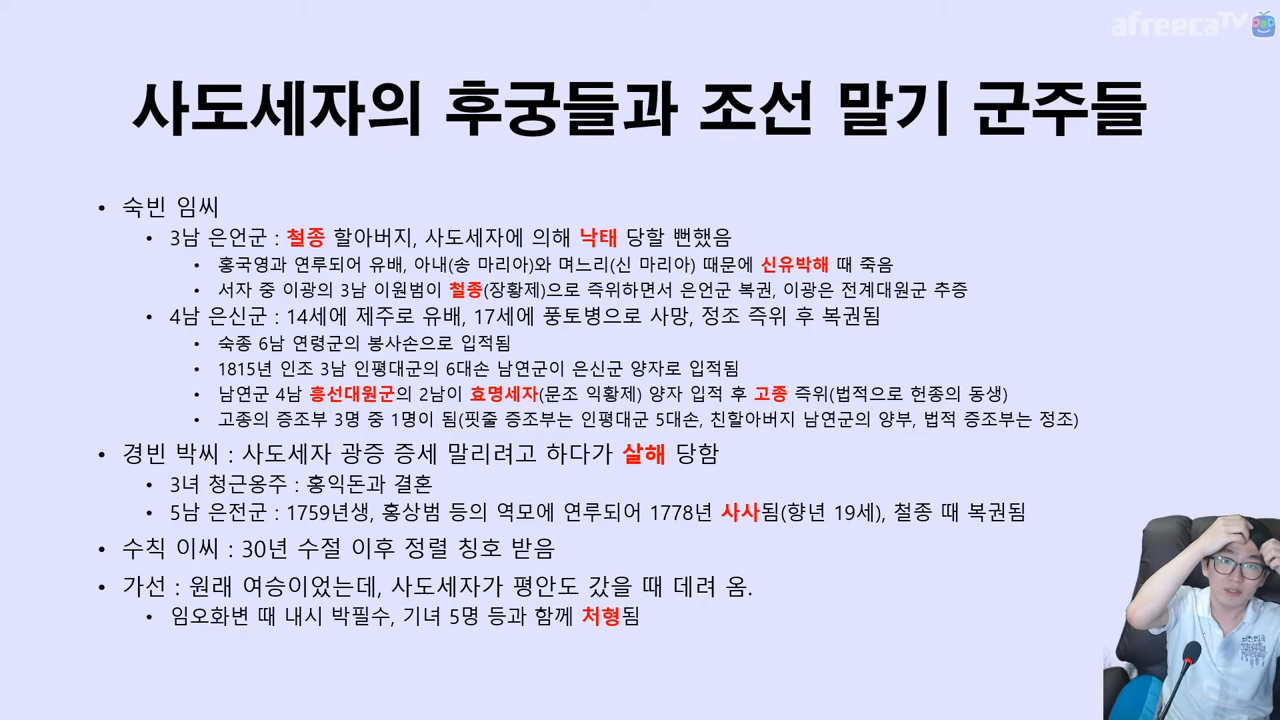 afreecaTV
사도세자의 후궁들과 조선 말기 군주들
• 숙빈 임씨
• 3남 은언군 : 철종 할아버지, 사도세자에 의해 낙태 당할 뻔했음
• 홍국영과 연루되어 유배, 아내(송 마리아)와 며느리(신 마리아) 때문에 신유박해 때 죽음
• 서자 중 이광의 3남 이원범이 철종(장황제)으로 즉위하면서 은언군 복권, 이광은 전계대원군 추증
• 4남 은신군 : 14세에 제주로 유배, 17세에 풍토병으로 사망, 정조 즉위 후 복권됨
• 숙종 6남 연령군의 봉사손으로 입적됨
• 1815년 인조 3남 인평대군의 6대손 남연군이 은신군 양자로 입적됨
• 남연군 4남 흥선대원군의 2남이 효명세자(문조 익황제) 양자 입적 후 고종 즉위(법적으로 헌종의 동생)
• 고종의 증조부 3명 중 1명이 됨(핏줄 증조부는 인평대군 5대손, 친할아버지 남연군의 양부, 법적 증조부는 정조)
• 경빈 박씨 : 사도세자 광증 증세 말리려고 하다가 살해 당함
• 3녀 청근옹주 : 홍익돈과 결혼
• 5남 은전군 : 1759년생, 홍상범 등의 역모에 연루되어 1778년 사사됨(향년 19세), 철종 때 복권됨
• 수칙 이씨 : 30년 수절 이후 정렬 칭호 받음
• 가선 : 원래 여승이었는데, 사도세자가 평안도 갔을 때 데려 옴.
• 임오화변 때 내시 박필수, 기녀 5명 등과 함께 처형됨